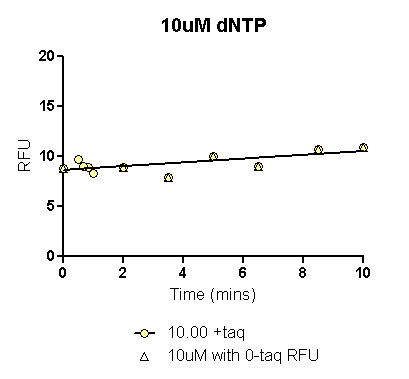 10uM dNTP
20
15
10
5
0
RFU
0 2 4 6 8 10
Time (mins)
10.00 +taq
10uM with 0-taq RFU